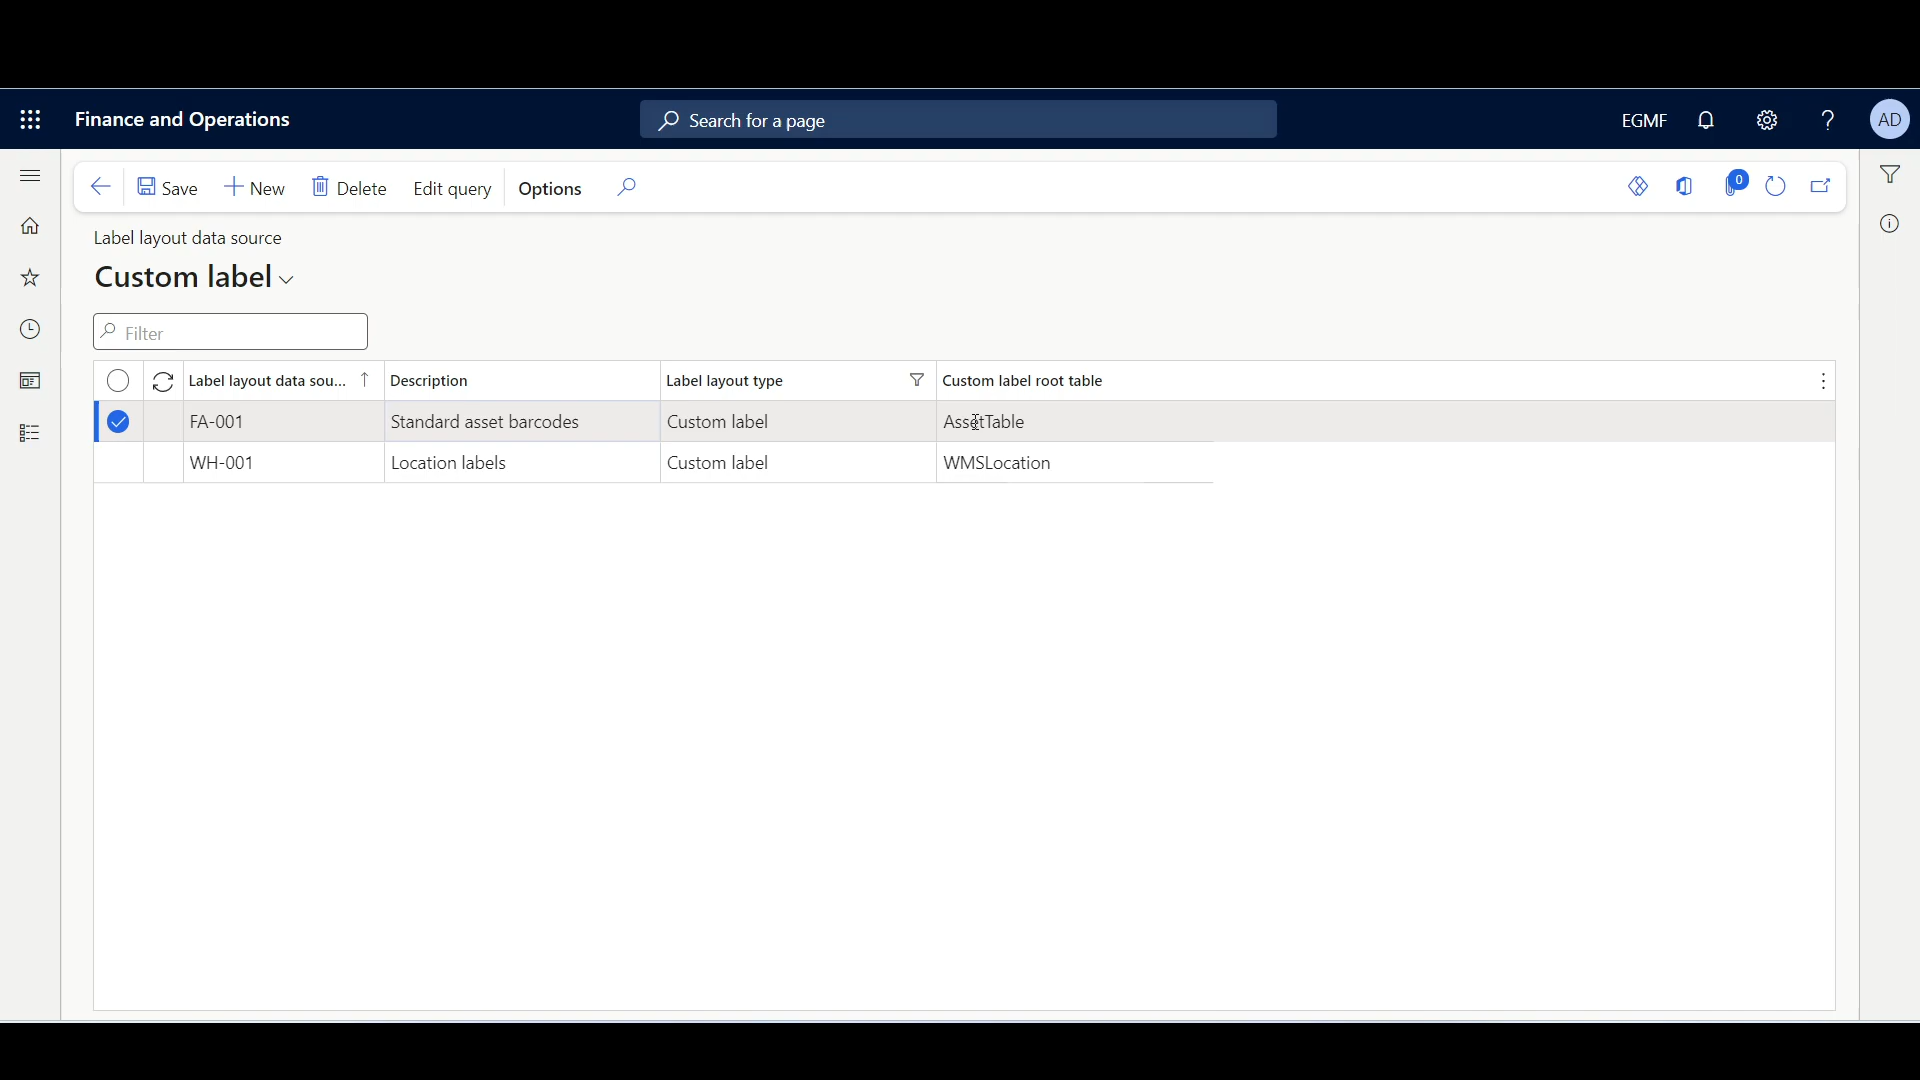 Finance and Operations
Search for a page
EGMF
?
AD
Save
New
Delete
Edit query
Options
0
Label layout data source
Custom label
Filter
Label layout data sou... Description Label layout type Custom label root table
FA-001 Standard asset barcodes Custom label AssetTable
WH-001 Location labels Custom label WMSLocation